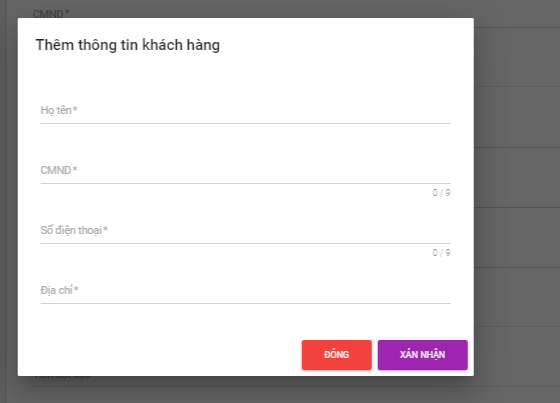 CMND*
Thêm thông tin khách hàng
Họ tên*
CMND*
0 / 9
Số điện thoại*
0 / 9
Địa chỉ*
ĐÓNG
XÁN NHẬN